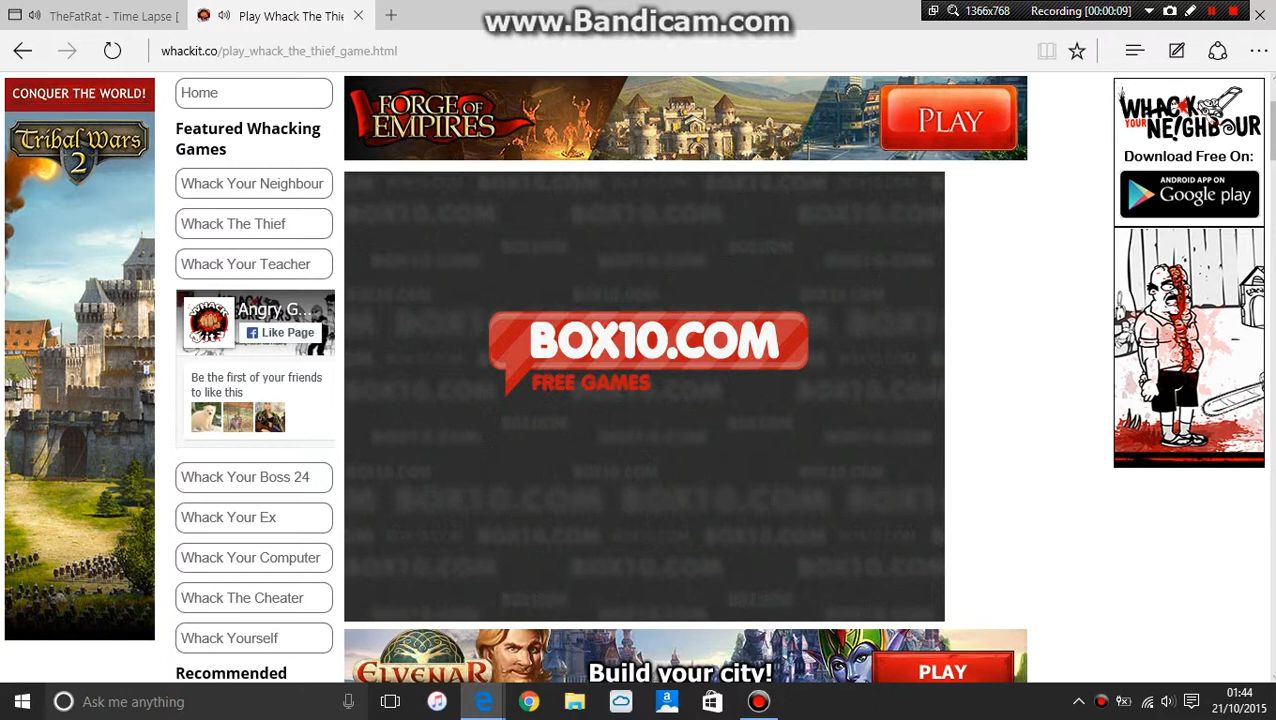 TheFatRat - Time Lapse [
Play Whack The Thie
www.Bandicam.com
1366x768
Recording [00:00:09]
whackit.co/play_whack_the_thief_game.html
CONQUER THE WORLD!
Tribal Wars
2
Home
Featured Whacking
Games
Whack Your Neighbour
Whack The Thief
Whack Your Teacher
Angry G...
Like Page
Be the first of your friends
to like this
Whack Your Boss 24
Whack Your Ex
Whack Your Computer
Whack The Cheater
Whack Yourself
Recommended
FORGE OF
EMPIRES
PLAY
BOX10.COM
FREE GAMES
ELVENAR
Build your city!
PLAY
WHACK
YOUR
NEIGHBOUR
Download Free On:
ANDROID APP ON
Google play
Ask me anything
01:44
21/10/2015